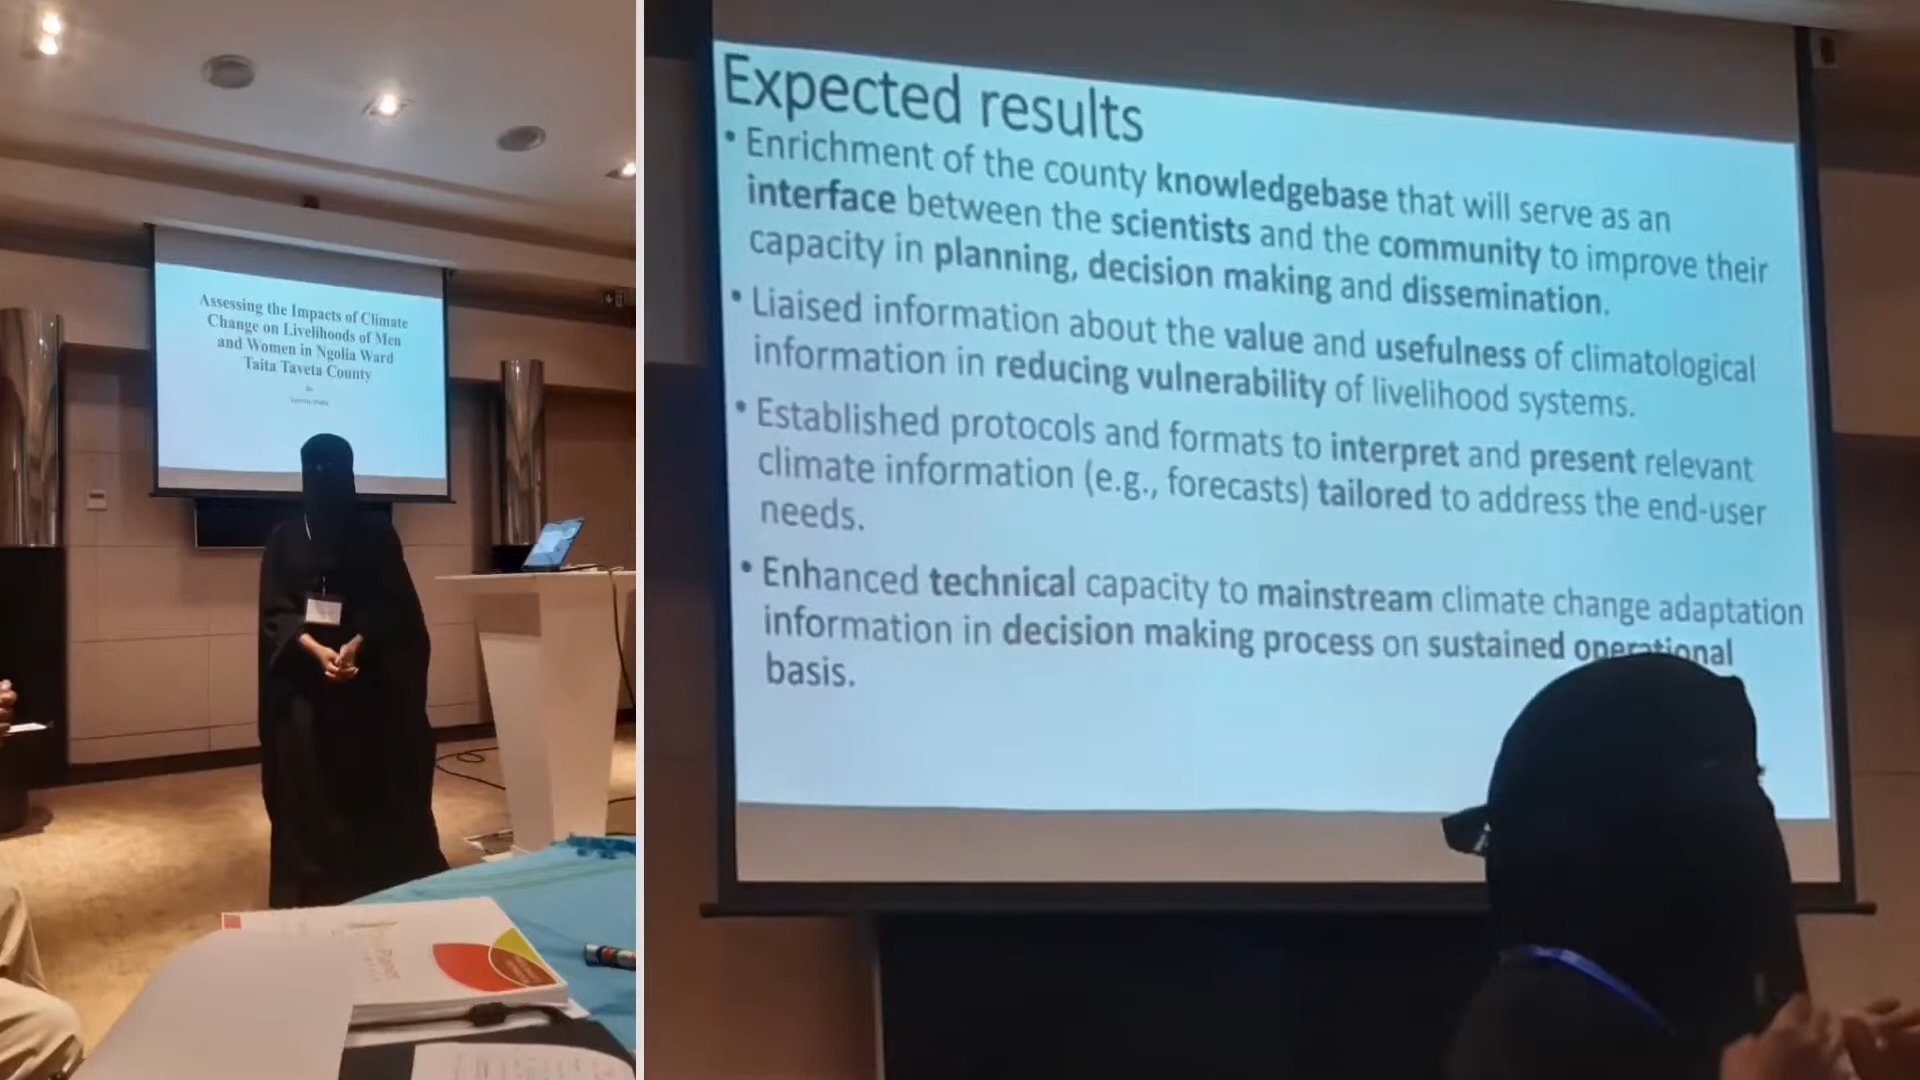 Assessing the Impacts of Climate
Change on Livelihoods of Men
and Women in Ngolia Ward
Taita Taveta County
Expected results
• Enrichment of the county knowledgebase that will serve as an
interface between the scientists and the community to improve their
capacity in planning, decision making and dissemination.
• Liaised information about the value and usefulness of climatological
information in reducing vulnerability of livelihood systems.
• Established protocols and formats to interpret and present relevant
climate information (e.g., forecasts) tailored to address the end-user
needs.
• Enhanced technical capacity to mainstream climate change adaptation
information in decision making process on sustained operational
basis.